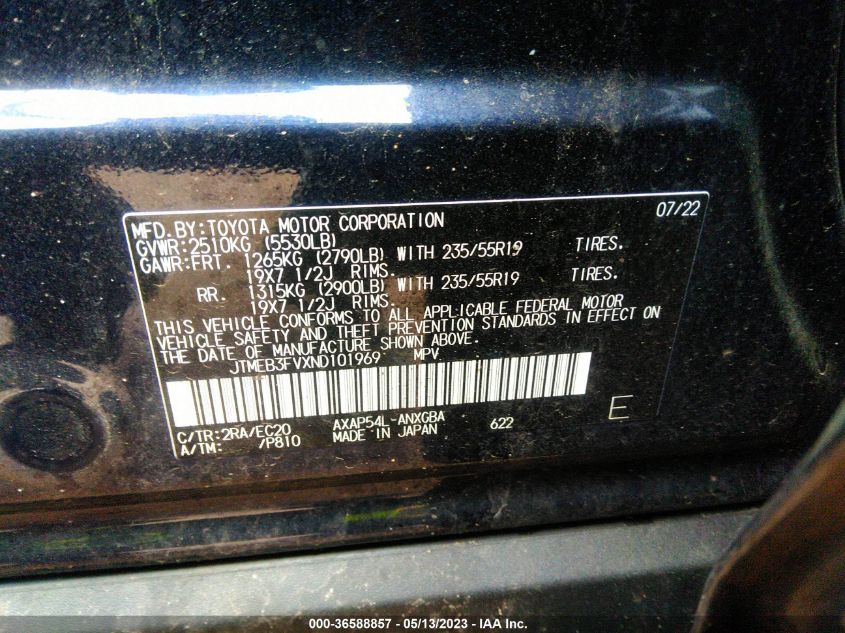 07/22
MFD. BY: TOYOTA MOTOR CORPORATION
GVWR: 2510KG (5530LB)
GAWR: FRT. 1265KG (2790LB) WITH 235/55R19 TIRES.
19X7 1/2J RIMS.
RR. 1315KG (2900LB) WITH 235/55R19 TIRES.
19X7 1/2J RIMS.
THIS VEHICLE CONFORMS TO ALL APPLICABLE FEDERAL MOTOR
VEHICLE SAFETY AND THEFT PREVENTION STANDARDS IN EFFECT ON
THE DATE OF MANUFACTURE SHOWN ABOVE.
JTMEB3FVXND101969 MPV
C/TR: 2RA/EC20 AXAP54L-ANXGBA 622 E
A/TM: /P810 MADE IN JAPAN
000-36588857 - 05/13/2023 - IAA Inc.